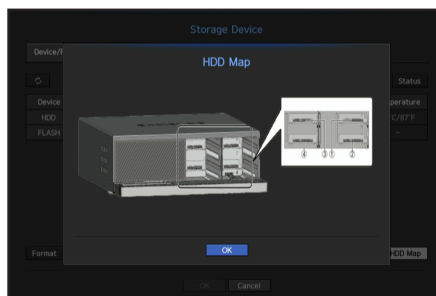 Storage Device
Device/F
HDD Map
Status
Device
perature
HDD
°C/87°F
FLASH
-
④ ③ ① ②
OK
Format
HDD Map
OK Cancel